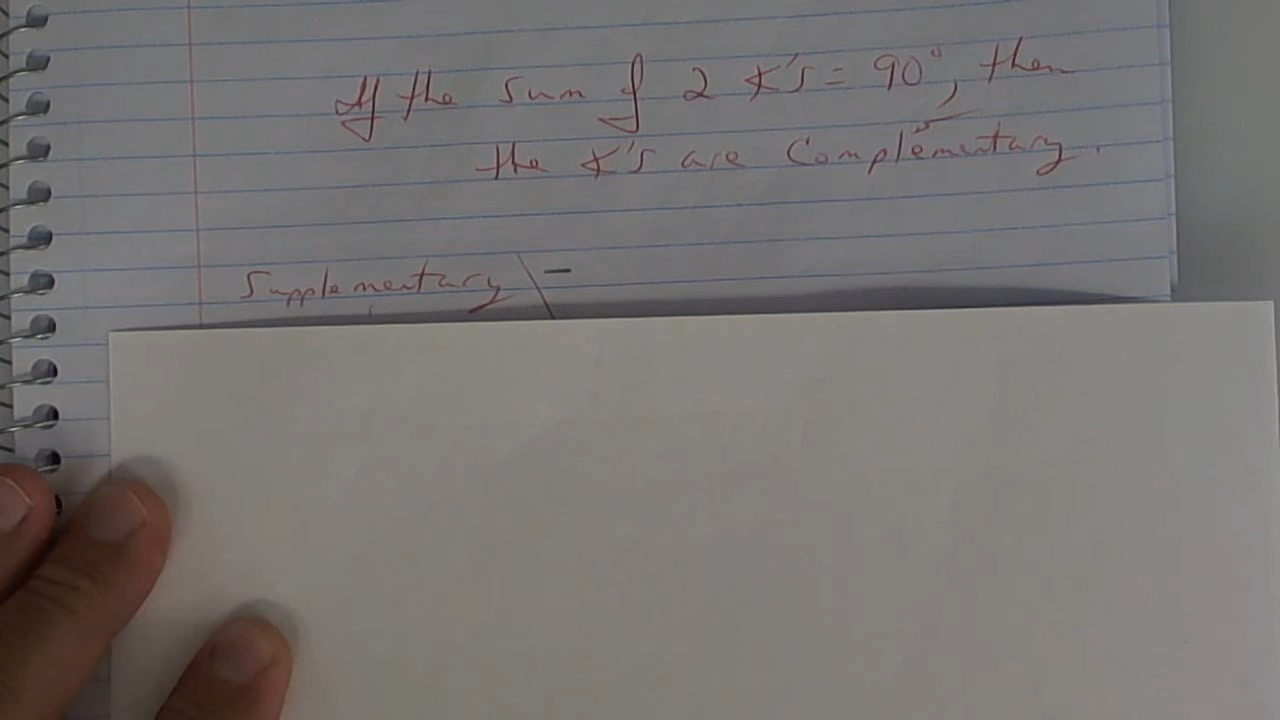 If the sum of 2 ∡'s = 90°, then
the ∡'s are Complementary.
Supplementary